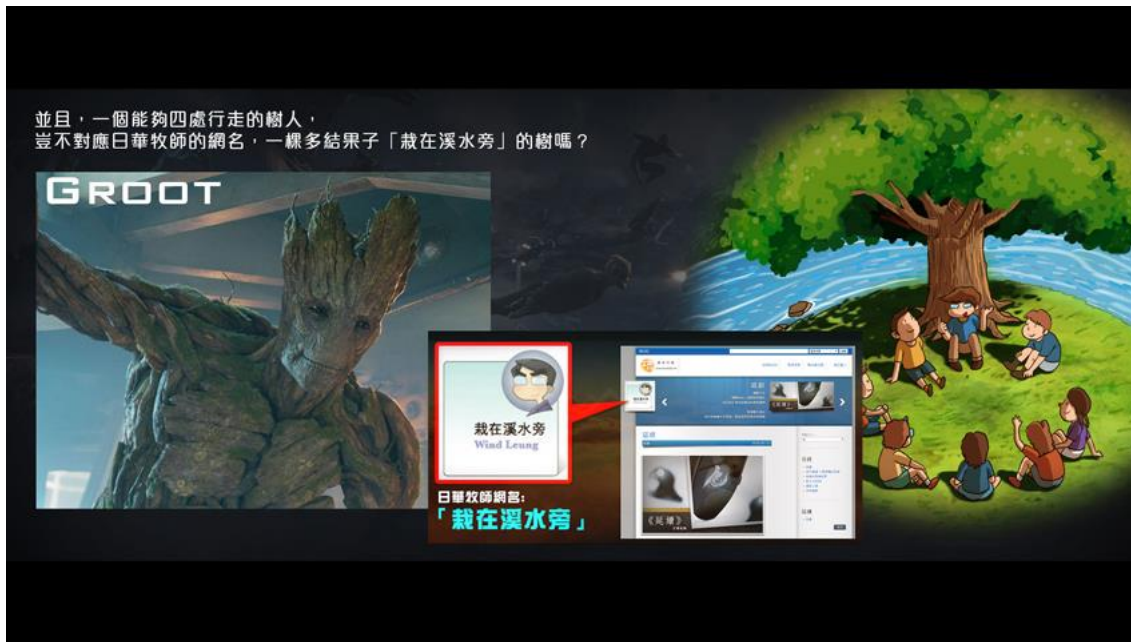 並且，一個能夠四處行走的樹人，
豈不對應日華牧師的網名，一棵多結果子「栽在溪水旁」的樹嗎？
GROOT
栽在溪水旁
Wind Leung
日華牧師網名:
「栽在溪水旁」
《延續》